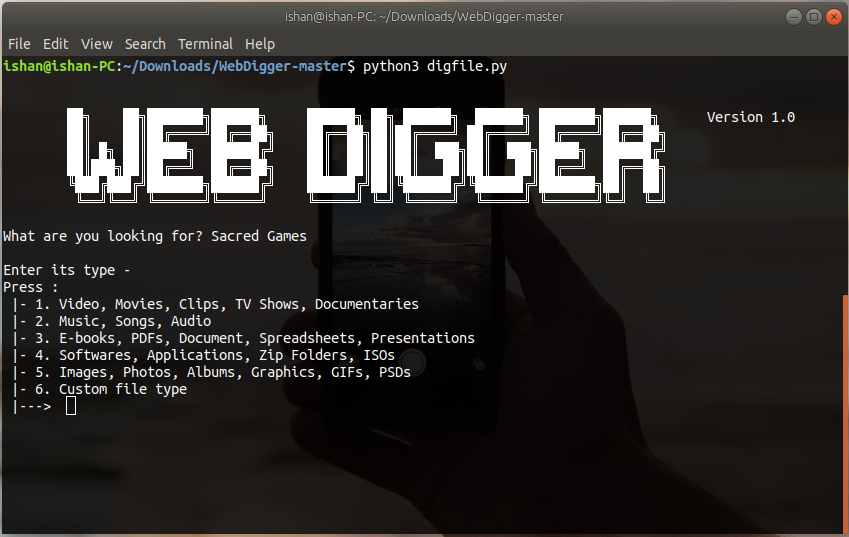 ishan@ishan-PC: ~/Downloads/WebDigger-master
File Edit View Search Terminal Help
ishan@ishan-PC:~/Downloads/WebDigger-master$ python3 digfile.py
WEB DIGGER
Version 1.0
What are you looking for? Sacred Games
Enter its type -
Press :
|- 1. Video, Movies, Clips, TV Shows, Documentaries
|- 2. Music, Songs, Audio
|- 3. E-books, PDFs, Document, Spreadsheets, Presentations
|- 4. Softwares, Applications, Zip Folders, ISOs
|- 5. Images, Photos, Albums, Graphics, GIFs, PSDs
|- 6. Custom file type
|--->